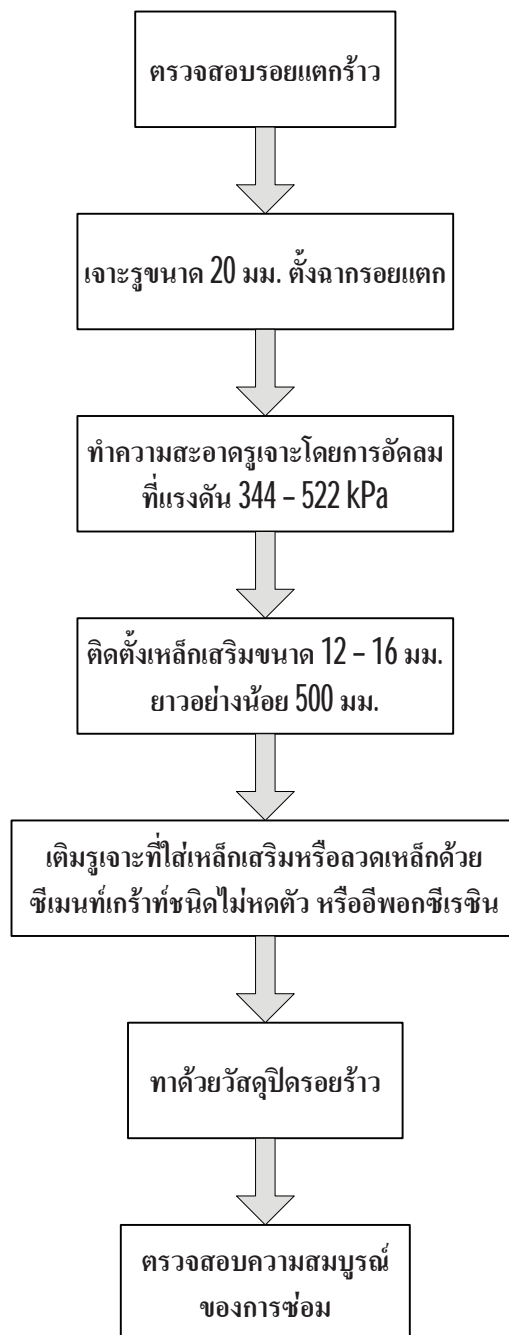 ตรวจสอบรอยแตกร้าว
เจาะรูขนาด 20 มม. ตั้งฉากรอยแตก
ทำความสะอาดรูเจาะโดยการอัดลม
ที่แรงดัน 344 – 522 kPa
ติดตั้งเหล็กเสริมขนาด 12 – 16 มม.
ยาวอย่างน้อย 500 มม.
เติมรูเจาะที่ใส่เหล็กเสริมหรือลวดเหล็กด้วย
ซีเมนท์เกร้าท์ชนิดไม่หดตัว หรืออีพอกซีเรซิน
ทาด้วยวัสดุปิดรอยร้าว
ตรวจสอบความสมบูรณ์
ของการซ่อม